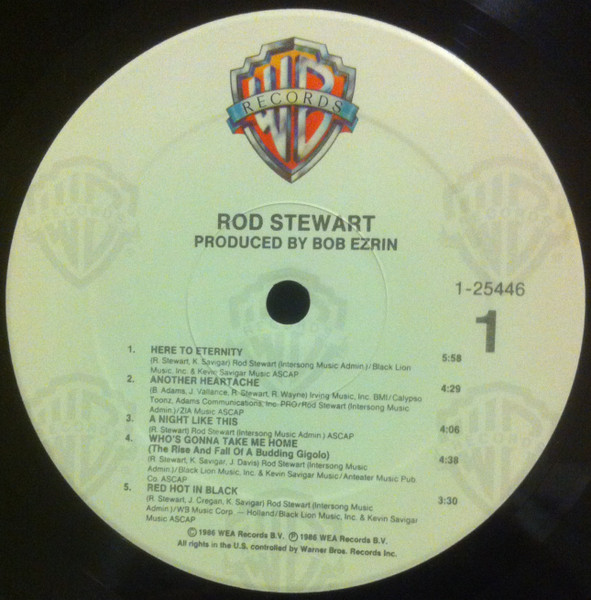 WB
RECORDS
ROD STEWART
PRODUCED BY BOB EZRIN
1-25446
1
1. HERE TO ETERNITY 5:58
(R. Stewart, K. Savigar) Rod Stewart (Intersong Music Admin.)/Black Lion
Music, Inc. & Kevin Savigar Music ASCAP
2. ANOTHER HEARTACHE 4:29
(B. Adams, J. Vallance, R. Stewart, R. Wayne) Irving Music, Inc. BMI/Calypso
Toonz, Adams Communications, Inc. PRO/Rod Stewart (Intersong Music
Admin.)/ZIA Music ASCAP
3. A NIGHT LIKE THIS 4:06
(R. Stewart) Rod Stewart (Intersong Music Admin.) ASCAP
4. WHO'S GONNA TAKE ME HOME 4:38
(The Rise And Fall Of A Budding Gigolo)
(R. Stewart, K. Savigar, J. Davis) Rod Stewart (Intersong Music
Admin.)/Black Lion Music, Inc. & Kevin Savigar Music/Anteater Music Pub.
Co. ASCAP
5. RED HOT IN BLACK 3:30
(R. Stewart, J. Cregan, K. Savigar) Rod Stewart (Intersong Music
Admin.)/WB Music Corp. — Holland/Black Lion Music, Inc. & Kevin Savigar
Music ASCAP
© 1986 WEA Records B.V. ℗ 1986 WEA Records B.V.
All rights in the U.S. controlled by Warner Bros. Records Inc.